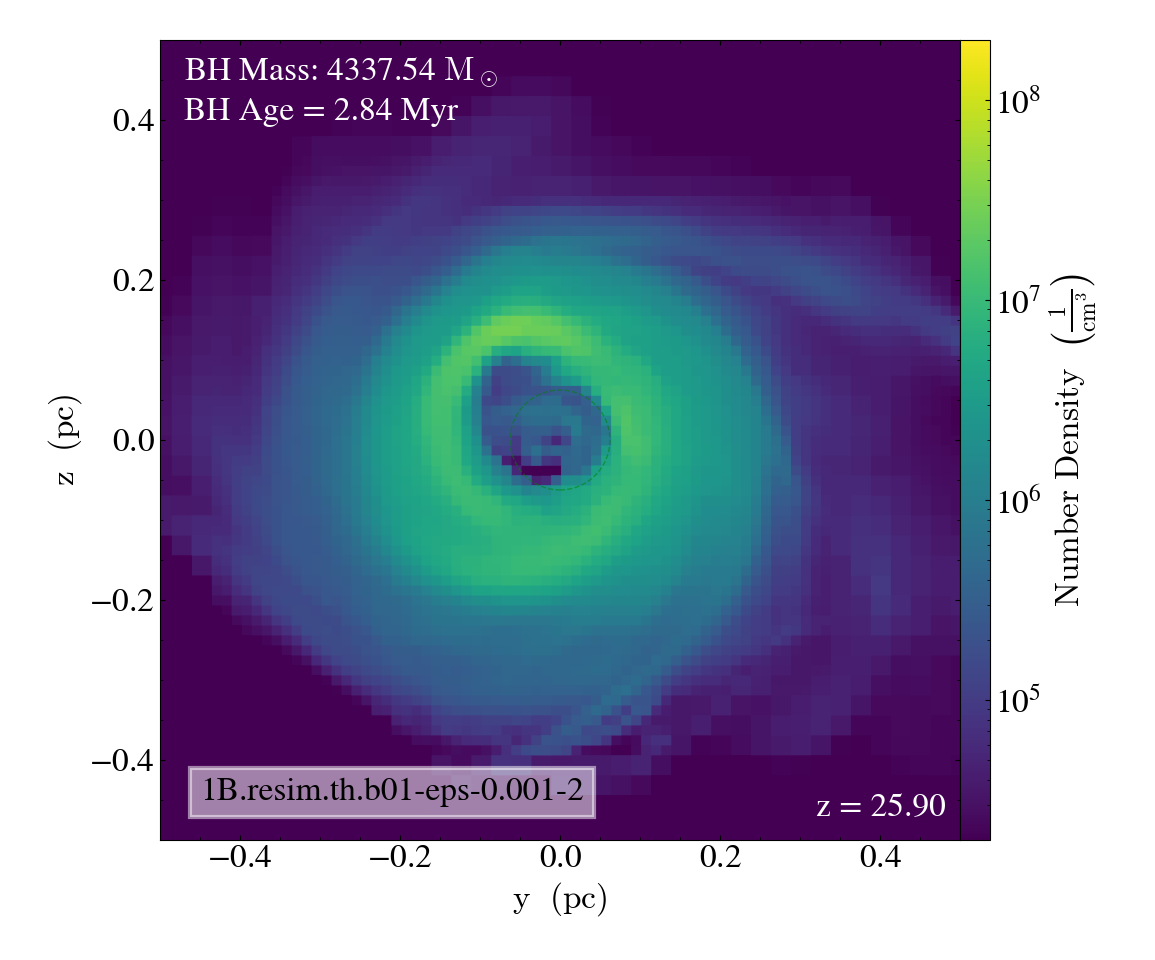 BH Mass: 4337.54 M⊙
BH Age = 2.84 Myr
0.4
0.2
0.0
−0.2
−0.4
z (pc)
1B.resim.th.b01-eps-0.001-2
z = 25.90
−0.4 −0.2 0.0 0.2 0.4
y (pc)
10⁸
10⁷
10⁶
10⁵
Number Density (1/cm³)